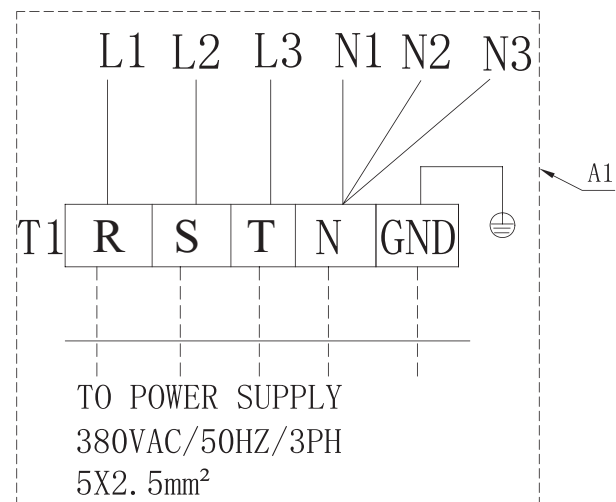 L1 L2 L3 N1 N2 N3
A1
T1 R S T N GND
TO POWER SUPPLY
380VAC/50HZ/3PH
5X2.5mm²